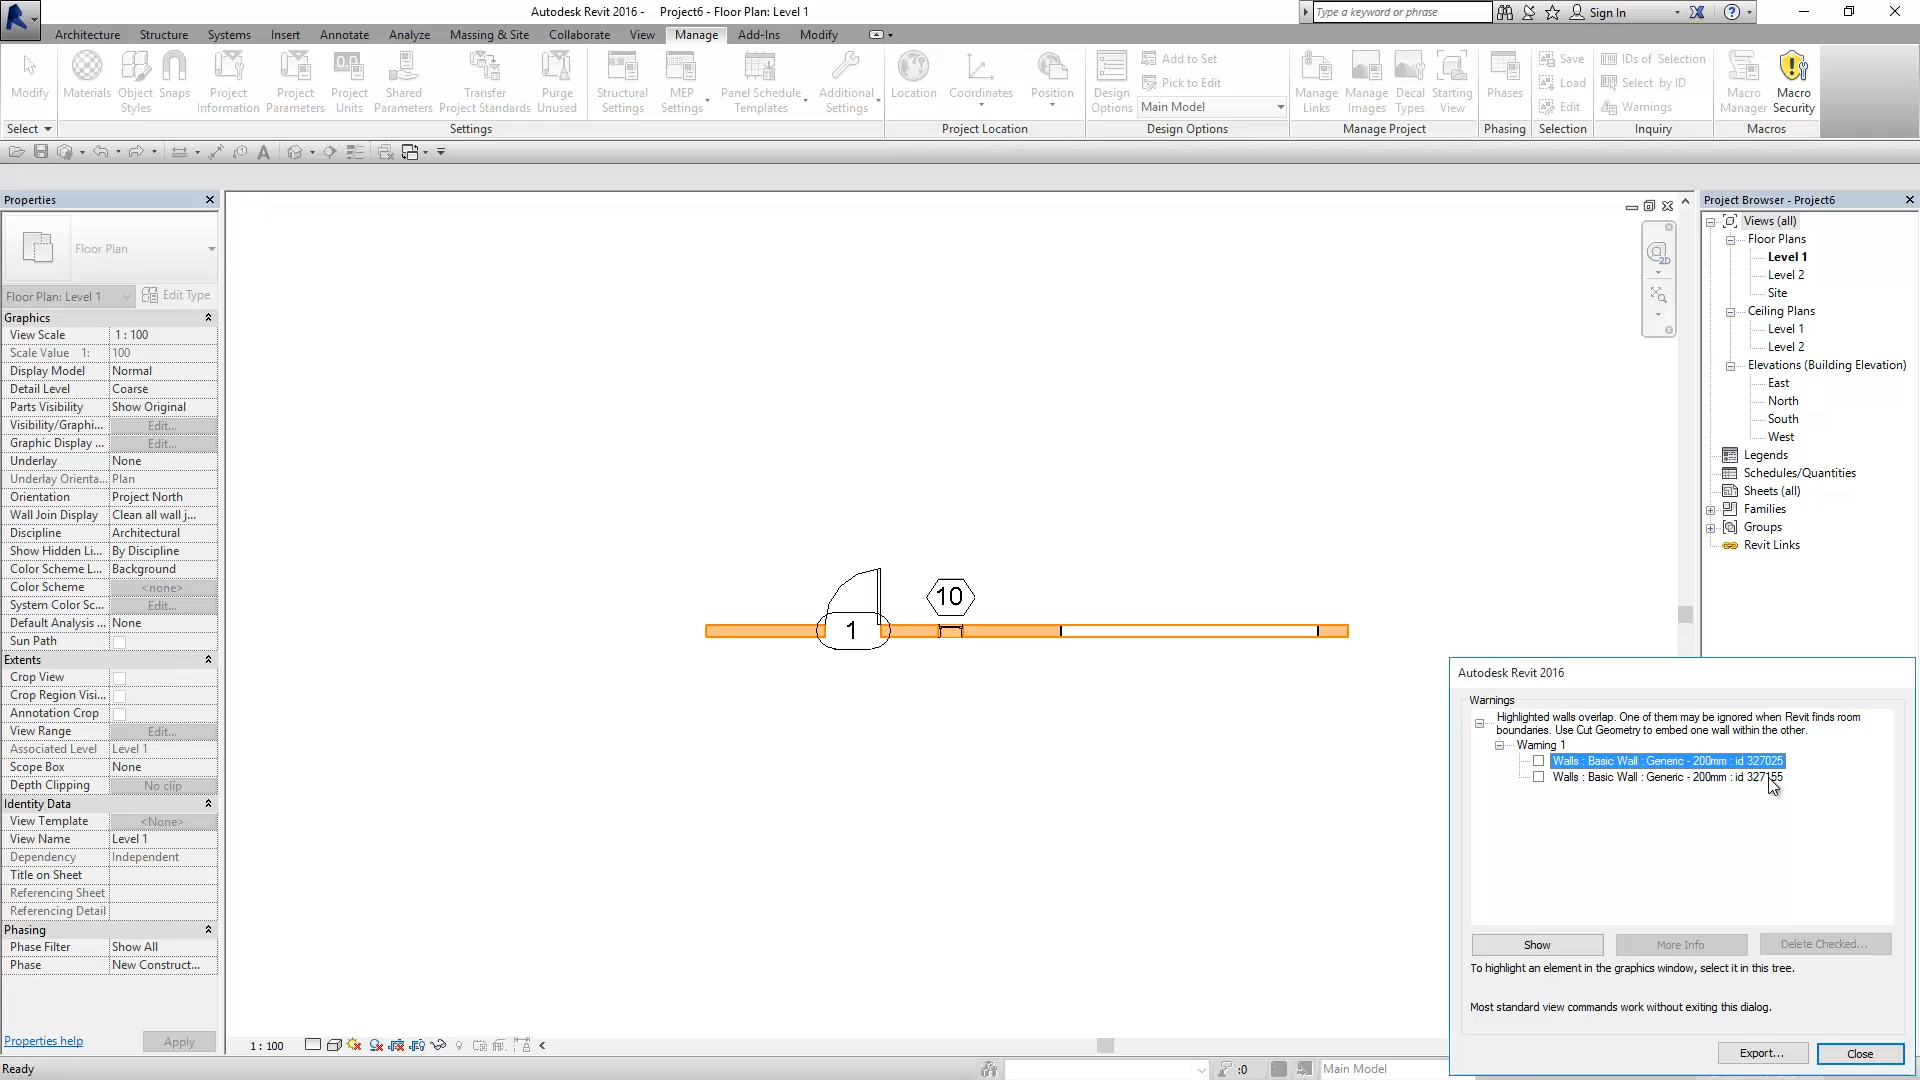 Autodesk Revit 2016 - Project6 - Floor Plan: Level 1
Type a keyword or phrase
Sign In
Architecture Structure Systems Insert Annotate Analyze Massing & Site Collaborate View Manage Add-Ins Modify
Modify
Materials
Object Styles
Snaps
Project Information
Project Parameters
Project Units
Shared Parameters
Transfer Project Standards
Purge Unused
Structural Settings
MEP Settings
Panel Schedule Templates
Additional Settings
Location
Coordinates
Position
Design Options
Add to Set
Pick to Edit
Main Model
Manage Links
Manage Images
Decal Types
Starting View
Phases
Save
Load
Edit
IDs of Selection
Select by ID
Warnings
Macro Manager
Macro Security
Select
Settings
Project Location
Design Options
Manage Project
Phasing
Selection
Inquiry
Macros
Properties
Floor Plan
Floor Plan: Level 1
Edit Type
Graphics
View Scale 1 : 100
Scale Value 1: 100
Display Model Normal
Detail Level Coarse
Parts Visibility Show Original
Visibility/Graphi... Edit...
Graphic Display ... Edit...
Underlay None
Underlay Orienta... Plan
Orientation Project North
Wall Join Display Clean all wall j...
Discipline Architectural
Show Hidden Li... By Discipline
Color Scheme L... Background
Color Scheme <none>
System Color Sc... Edit...
Default Analysis ... None
Sun Path
Extents
Crop View
Crop Region Visi...
Annotation Crop
View Range Edit...
Associated Level Level 1
Scope Box None
Depth Clipping No clip
Identity Data
View Template <None>
View Name Level 1
Dependency Independent
Title on Sheet
Referencing Sheet
Referencing Detail
Phasing
Phase Filter Show All
Phase New Construct...
Properties help
Apply
Ready
2D
10
1
1 : 100
:0
Main Model
Project Browser - Project6
Views (all)
Floor Plans
Level 1
Level 2
Site
Ceiling Plans
Level 1
Level 2
Elevations (Building Elevation)
East
North
South
West
Legends
Schedules/Quantities
Sheets (all)
Families
Groups
Revit Links
Autodesk Revit 2016
Warnings
Highlighted walls overlap. One of them may be ignored when Revit finds room
boundaries. Use Cut Geometry to embed one wall within the other.
Warning 1
Walls : Basic Wall : Generic - 200mm : id 327025
Walls : Basic Wall : Generic - 200mm : id 327155
Show
More Info
Delete Checked...
To highlight an element in the graphics window, select it in this tree.
Most standard view commands work without exiting this dialog.
Export...
Close